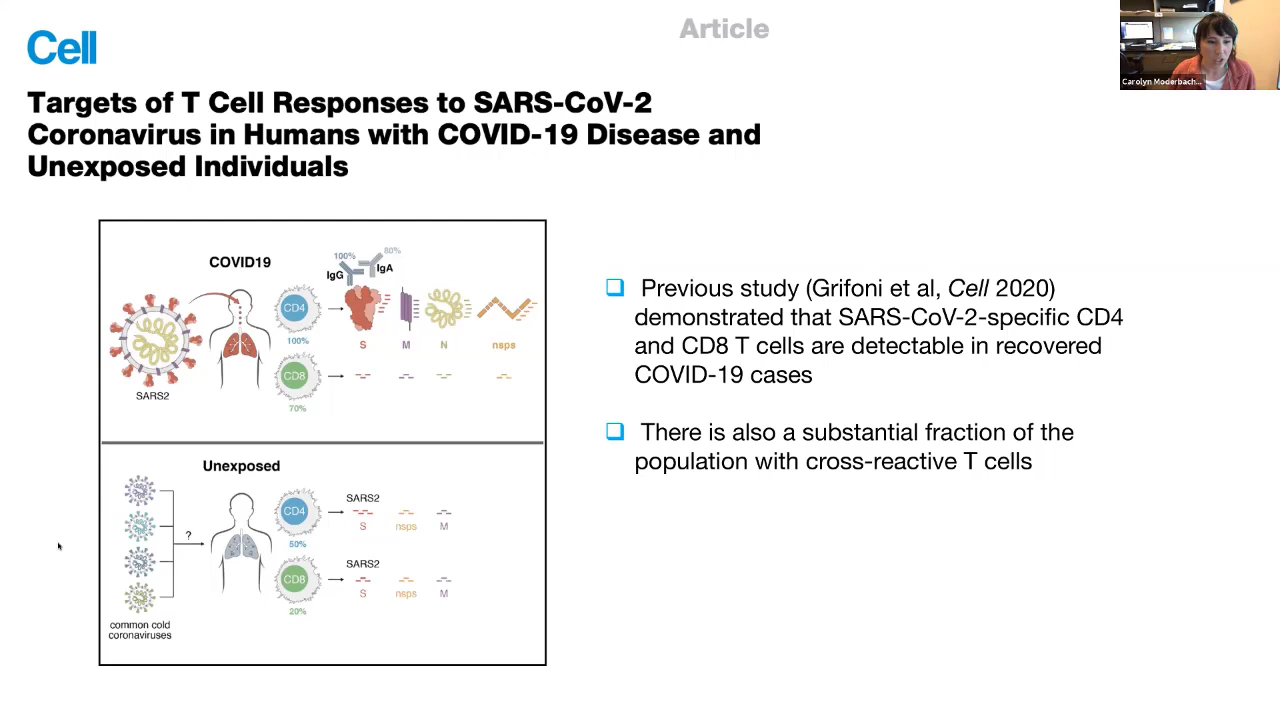 Article
Cell
Carolyn Moderbach...
Targets of T Cell Responses to SARS-CoV-2
Coronavirus in Humans with COVID-19 Disease and
Unexposed Individuals
COVID19
100%
80%
IgG
IgA
CD4
100%
S
M
N
nsps
CD8
70%
SARS2
Unexposed
SARS2
CD4
S
nsps
M
?
50%
SARS2
CD8
S
nsps
M
20%
common cold
coronaviruses
❑ Previous study (Grifoni et al, Cell 2020)
demonstrated that SARS-CoV-2-specific CD4
and CD8 T cells are detectable in recovered
COVID-19 cases
❑ There is also a substantial fraction of the
population with cross-reactive T cells